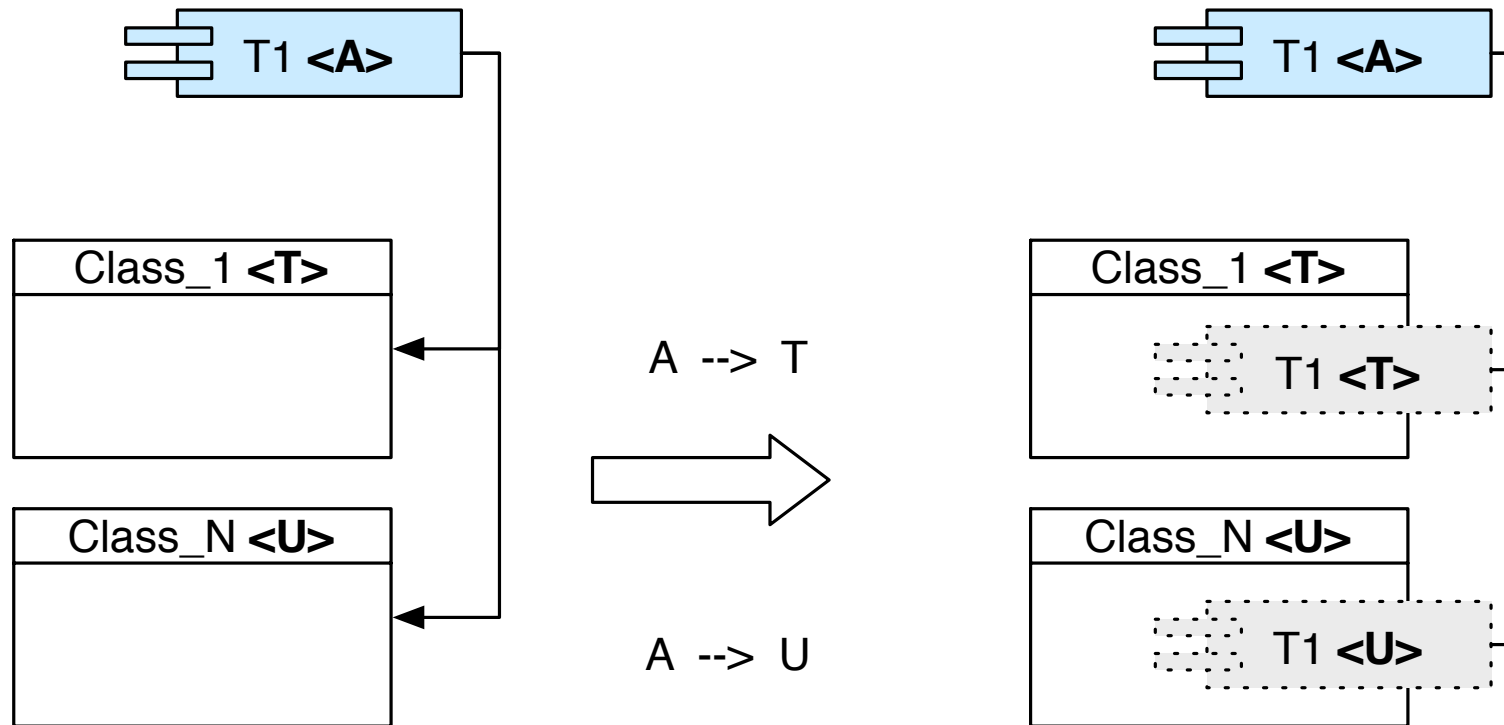 T1 <A>
Class_1 <T>
Class_N <U>
A --> T
A --> U
T1 <A>
Class_1 <T>
T1 <T>
Class_N <U>
T1 <U>